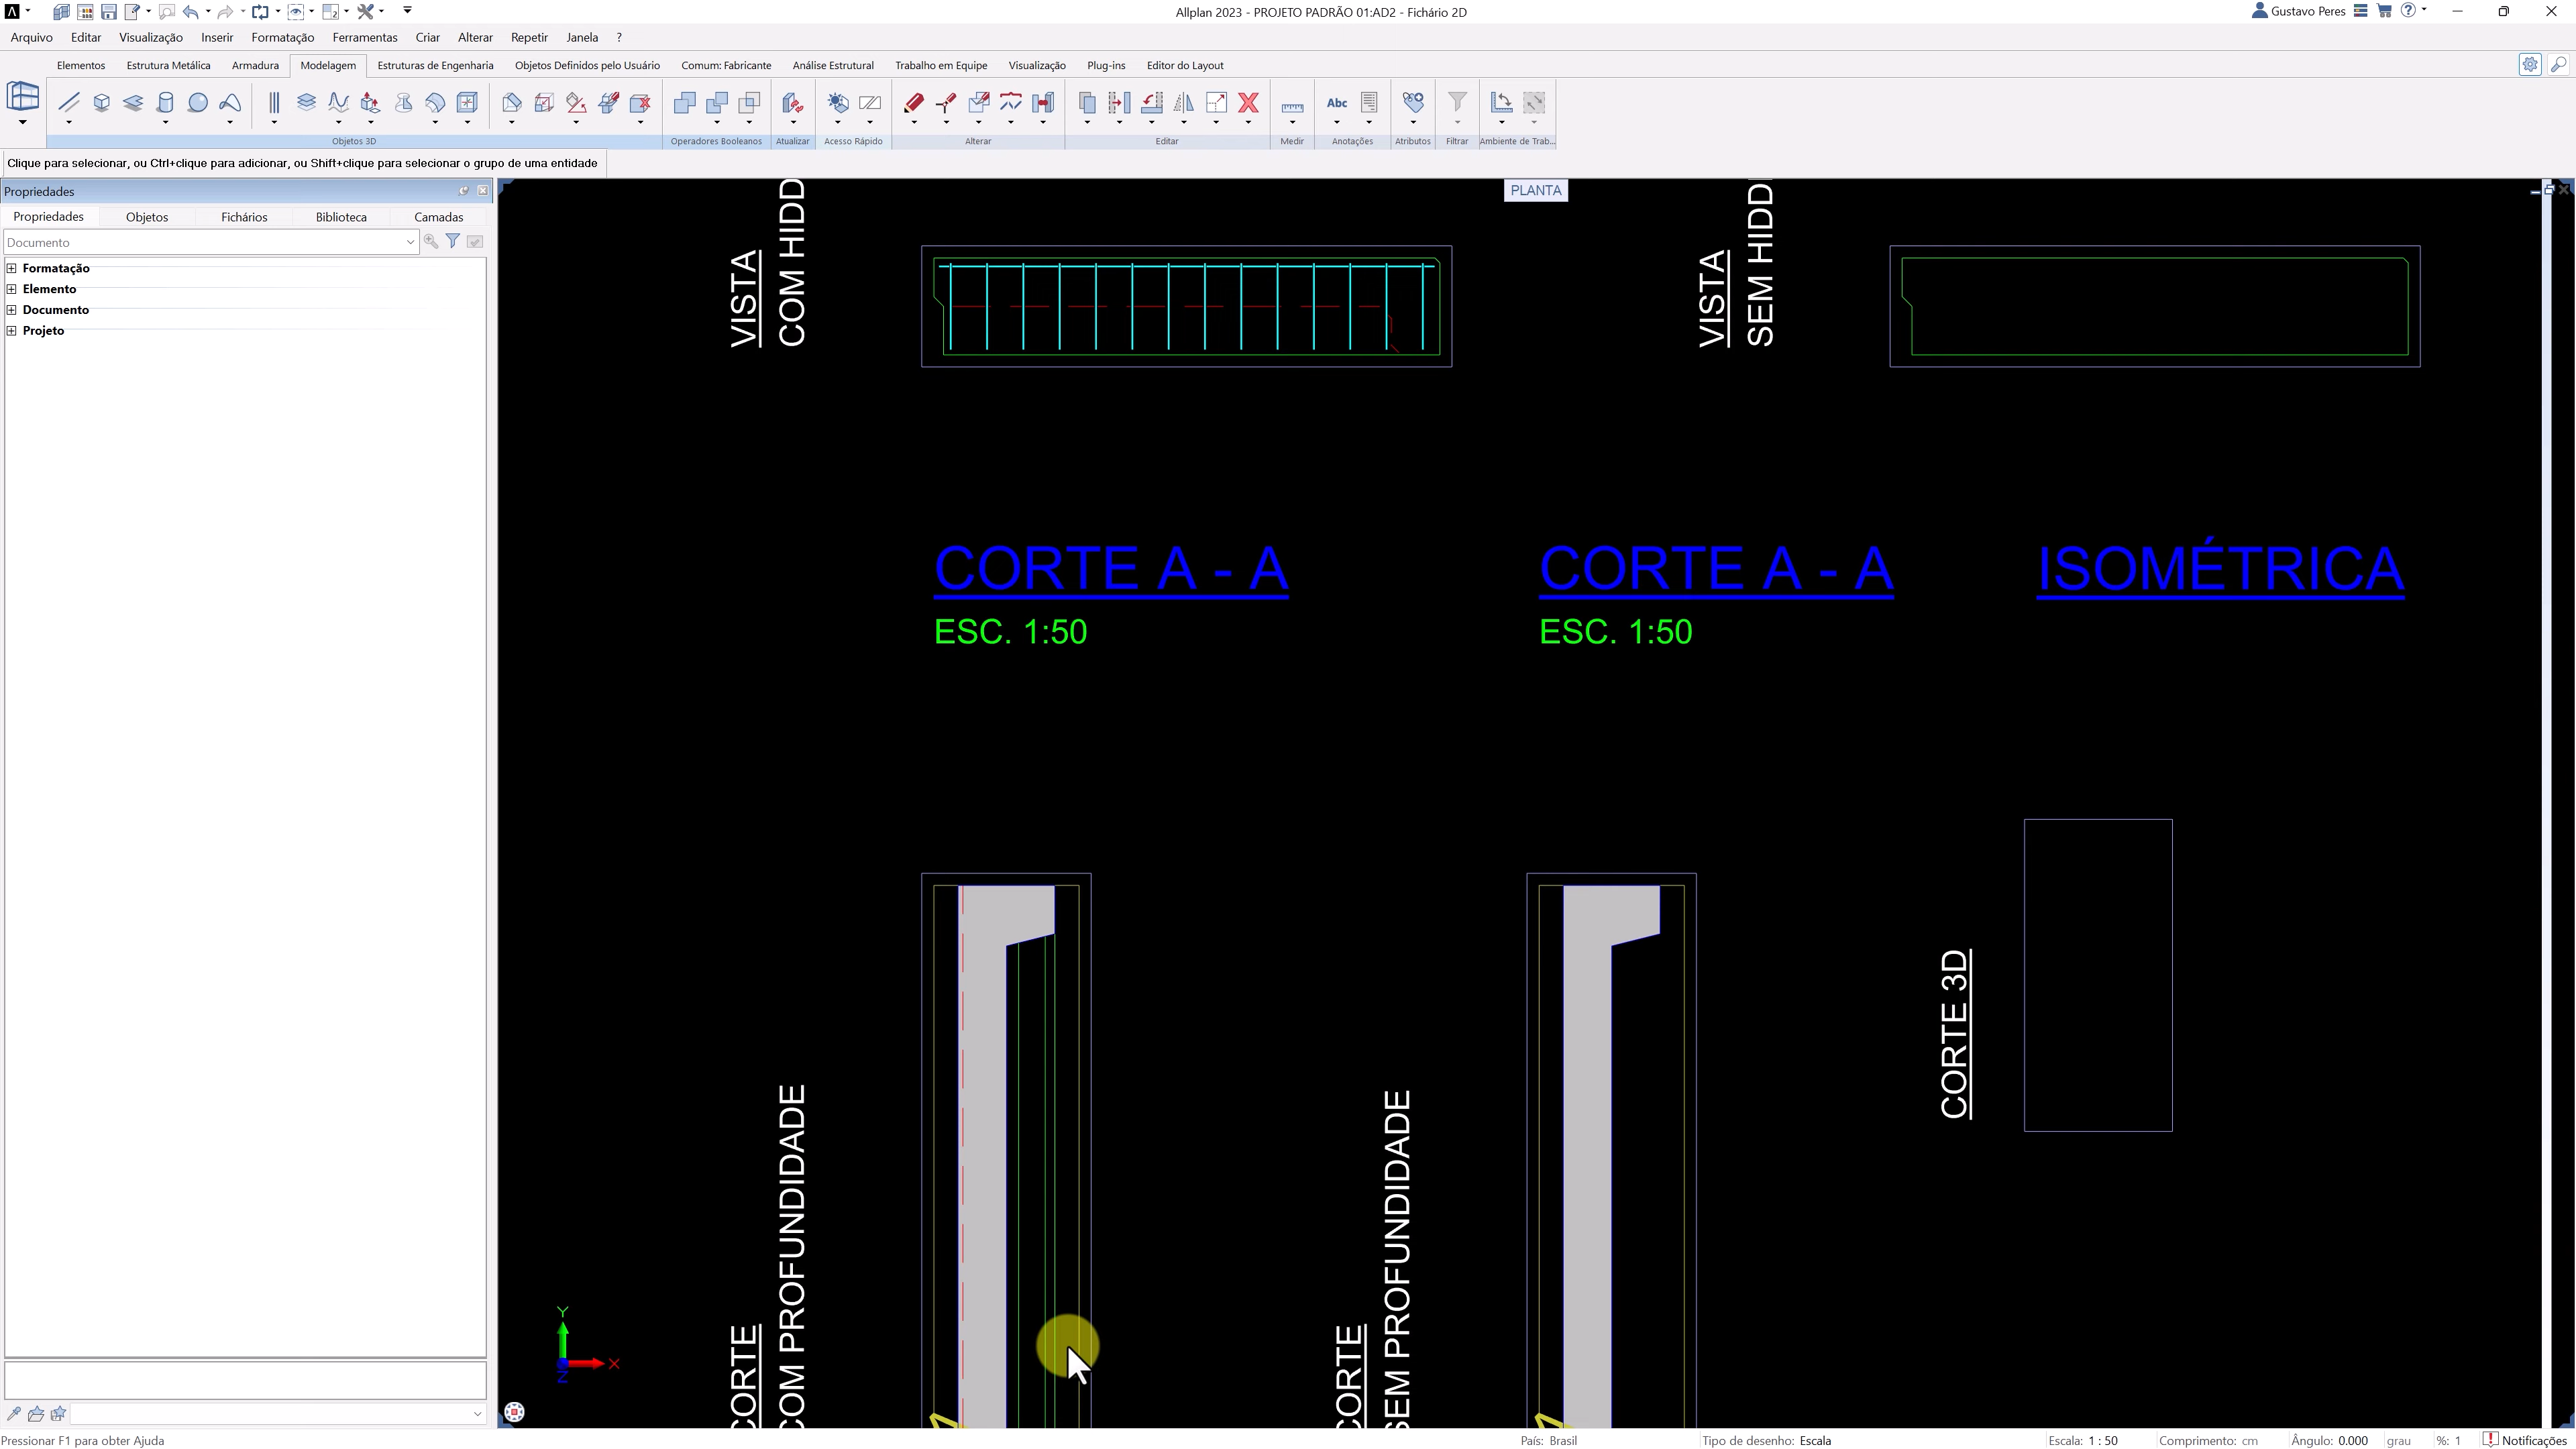 Allplan 2023 - PROJETO PADRÃO 01:AD2 - Fichário 2D
Gustavo Peres
Arquivo Editar Visualização Inserir Formatação Ferramentas Criar Alterar Repetir Janela ?
Elementos Estrutura Metálica Armadura Modelagem Estruturas de Engenharia Objetos Definidos pelo Usuário Comum: Fabricante Análise Estrutural Trabalho em Equipe Visualização Plug-ins Editor do Layout
Abc
Objetos 3D Operadores Booleanos Atualizar Acesso Rápido Alterar Editar Medir Anotações Atributos Filtrar Ambiente de Trab...
Clique para selecionar, ou Ctrl+clique para adicionar, ou Shift+clique para selecionar o grupo de uma entidade
Propriedades
Propriedades Objetos Fichários Biblioteca Camadas
Documento
Formatação
Elemento
Documento
Projeto
PLANTA
VISTA
COM HIDD
VISTA
SEM HIDD
CORTE A - A
ESC. 1:50
CORTE A - A
ESC. 1:50
ISOMÉTRICA
CORTE
COM PROFUNDIDADE
CORTE
SEM PROFUNDIDADE
CORTE 3D
Y
X
Z
Pressionar F1 para obter Ajuda
País: Brasil
Tipo de desenho: Escala
Escala: 1 : 50
Comprimento: cm
Ângulo: 0.000 grau
%: 1
Notificações